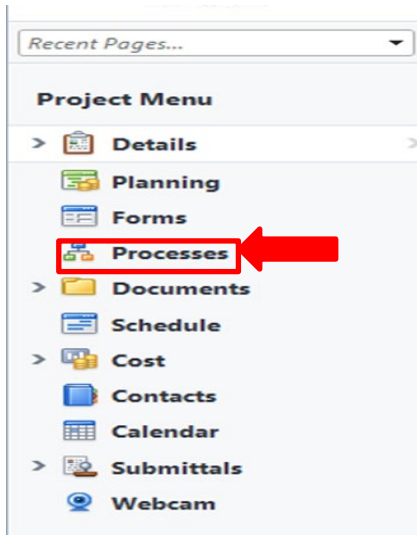 Recent Pages...
Project Menu
Details
Planning
Forms
Processes
Documents
Schedule
Cost
Contacts
Calendar
Submittals
Webcam